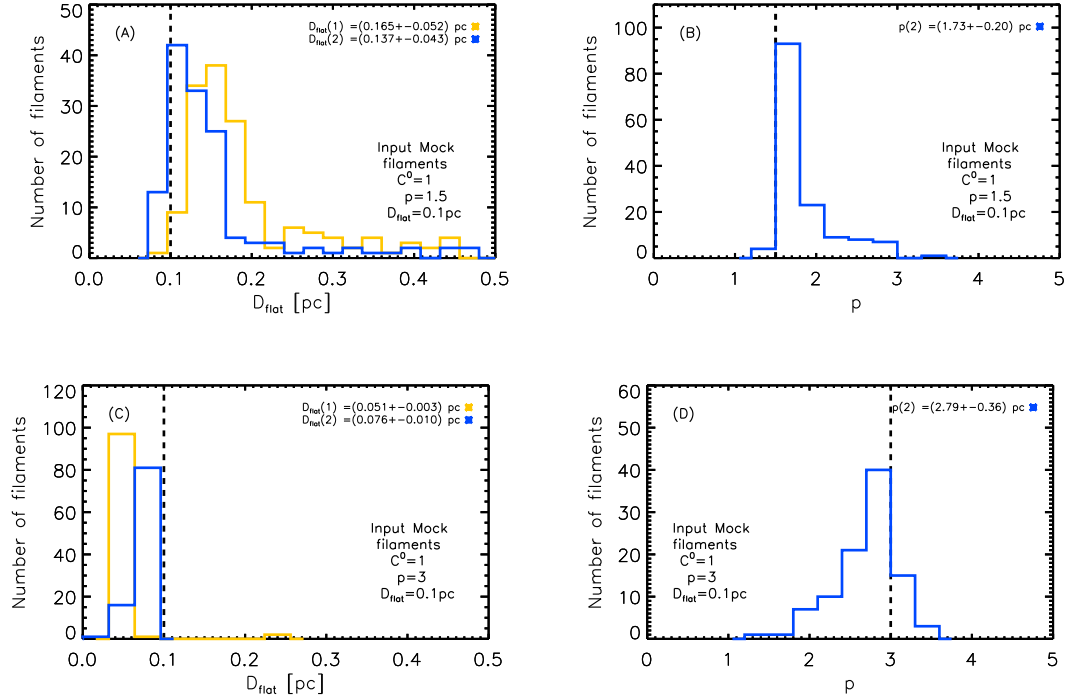 (A)
D_flat(1) =(0.165+-0.052) pc
D_flat(2) =(0.137+-0.043) pc
Input Mock
filaments
C⁰=1
p=1.5
D_flat=0.1pc
Number of filaments
50
40
30
20
10
0
0.0 0.1 0.2 0.3 0.4 0.5
D_flat [pc]
(B)
p(2) =(1.73+-0.20) pc
Input Mock
filaments
C⁰=1
p=1.5
D_flat=0.1pc
Number of filaments
100
80
60
40
20
0
0 1 2 3 4 5
p
(C)
D_flat(1) =(0.051+-0.003) pc
D_flat(2) =(0.076+-0.010) pc
Input Mock
filaments
C⁰=1
p=3
D_flat=0.1pc
Number of filaments
120
100
80
60
40
20
0
0.0 0.1 0.2 0.3 0.4 0.5
D_flat [pc]
(D)
p(2) =(2.79+-0.36) pc
Input Mock
filaments
C⁰=1
p=3
D_flat=0.1pc
Number of filaments
60
50
40
30
20
10
0
0 1 2 3 4 5
p